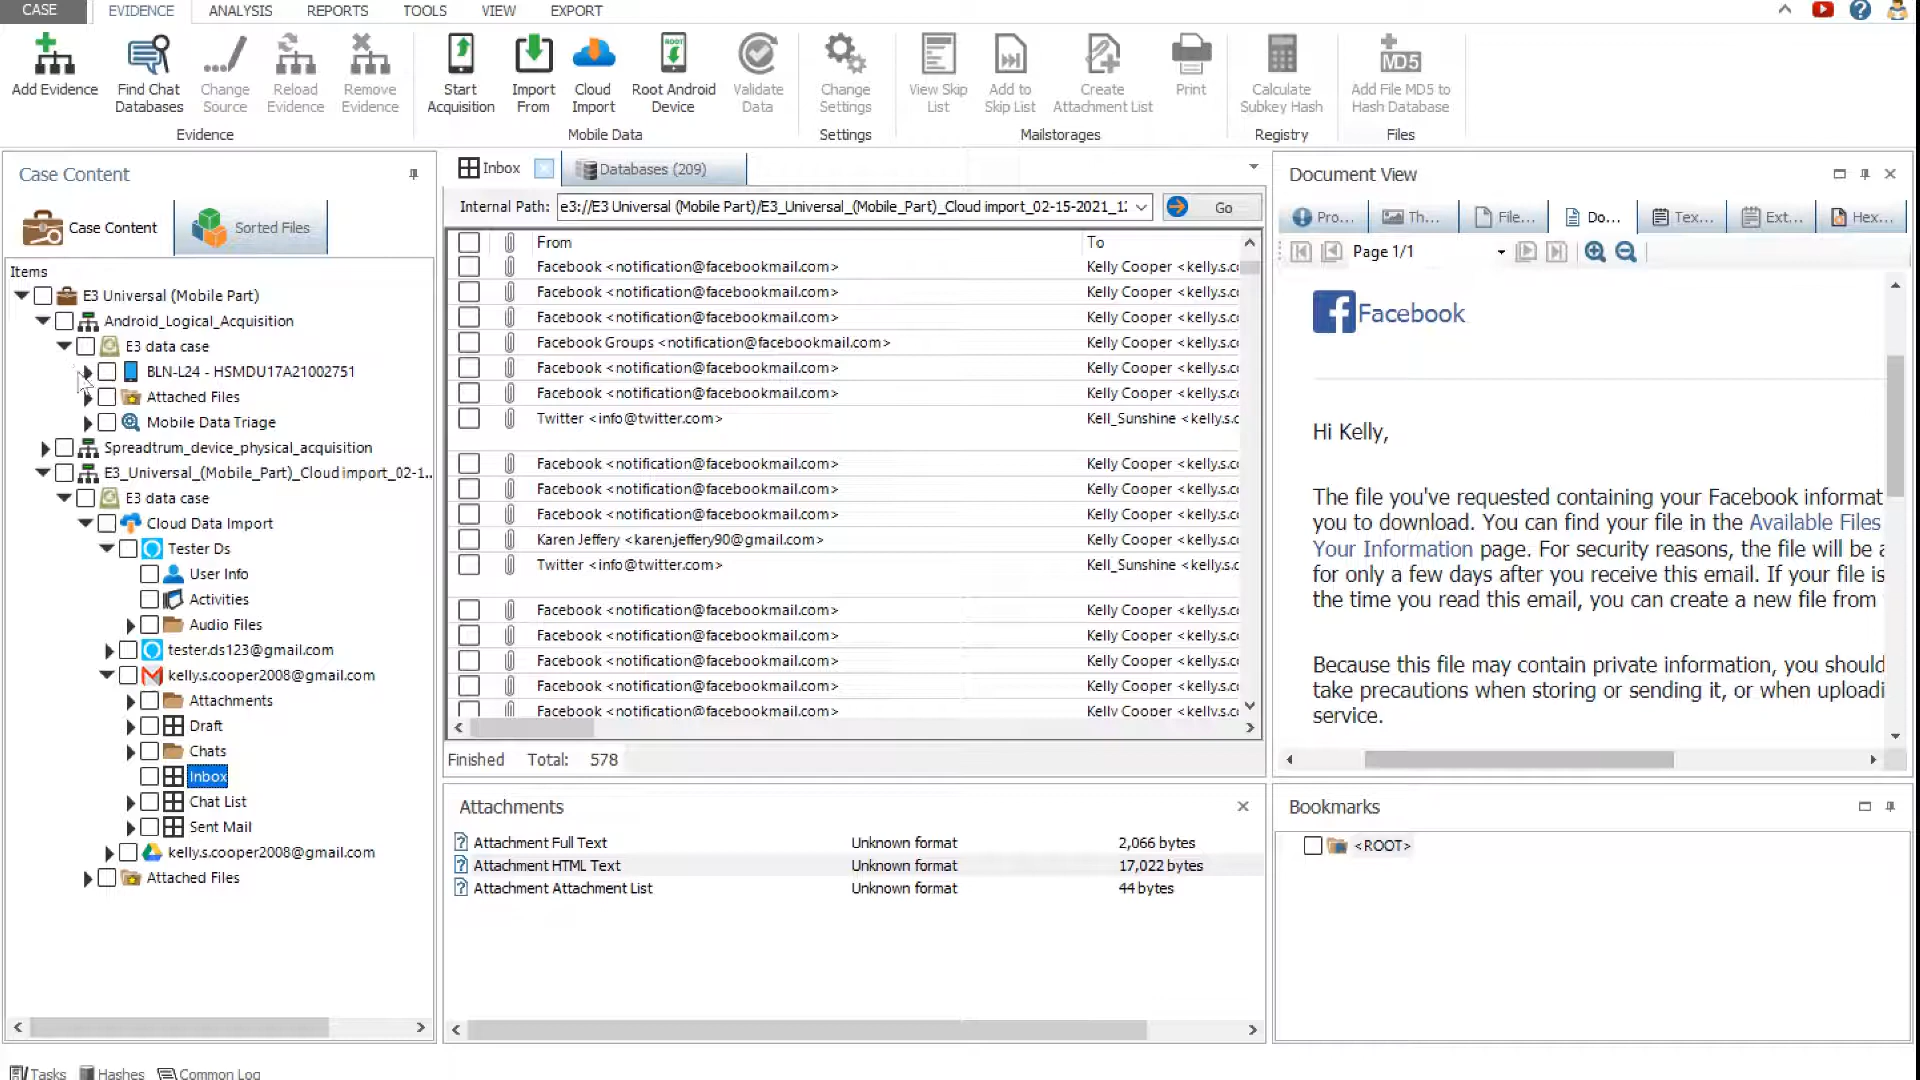 CASE EVIDENCE ANALYSIS REPORTS TOOLS VIEW EXPORT
Add Evidence
Find Chat Databases
Change Source
Reload Evidence
Remove Evidence
Evidence
Start Acquisition
Import From
Cloud Import
Root Android Device
Validate Data
Mobile Data
Change Settings
Settings
View Skip List
Add to Skip List
Create Attachment List
Print
Mailstorages
Calculate Subkey Hash
Registry
MD5
Add File MD5 to Hash Database
Files
Case Content
Case Content
Sorted Files
Items
E3 Universal (Mobile Part)
Android_Logical_Acquisition
E3 data case
BLN-L24 - HSMDU17A21002751
Attached Files
Mobile Data Triage
Spreadtrum_device_physical_acquisition
E3_Universal_(Mobile_Part)_Cloud import_02-1...
E3 data case
Cloud Data Import
Tester Ds
User Info
Activities
Audio Files
tester.ds123@gmail.com
kelly.s.cooper2008@gmail.com
Attachments
Draft
Chats
Inbox
Chat List
Sent Mail
kelly.s.cooper2008@gmail.com
Attached Files
Inbox
Databases (209)
Internal Path: e3://E3 Universal (Mobile Part)/E3_Universal_(Mobile_Part)_Cloud import_02-15-2021_1 Go
From To
Facebook <notification@facebookmail.com> Kelly Cooper <kelly.s.c
Facebook <notification@facebookmail.com> Kelly Cooper <kelly.s.c
Facebook <notification@facebookmail.com> Kelly Cooper <kelly.s.c
Facebook Groups <notification@facebookmail.com> Kelly Cooper <kelly.s.c
Facebook <notification@facebookmail.com> Kelly Cooper <kelly.s.c
Facebook <notification@facebookmail.com> Kelly Cooper <kelly.s.c
Twitter <info@twitter.com> Kell_Sunshine <kelly.s
Facebook <notification@facebookmail.com> Kelly Cooper <kelly.s.c
Facebook <notification@facebookmail.com> Kelly Cooper <kelly.s.c
Facebook <notification@facebookmail.com> Kelly Cooper <kelly.s.c
Karen Jeffery <karen.jeffery90@gmail.com> Kelly Cooper <kelly.s.c
Twitter <info@twitter.com> Kell_Sunshine <kelly.s
Facebook <notification@facebookmail.com> Kelly Cooper <kelly.s.c
Facebook <notification@facebookmail.com> Kelly Cooper <kelly.s.c
Facebook <notification@facebookmail.com> Kelly Cooper <kelly.s.c
Facebook <notification@facebookmail.com> Kelly Cooper <kelly.s.c
Facebook <notification@facebookmail.com> Kelly Cooper <kelly.s.c
Finished Total: 578
Attachments
Attachment Full Text Unknown format 2,066 bytes
Attachment HTML Text Unknown format 17,022 bytes
Attachment Attachment List Unknown format 44 bytes
Document View
Pro... Th... File... Do... Tex... Ext... Hex...
Page 1/1
Facebook
Hi Kelly,
The file you've requested containing your Facebook informat
you to download. You can find your file in the Available Files
Your Information page. For security reasons, the file will be a
for only a few days after you receive this email. If your file is
the time you read this email, you can create a new file from
Because this file may contain private information, you should
take precautions when storing or sending it, or when uploadi
service.
Bookmarks
<ROOT>
Tasks Hashes Common Log